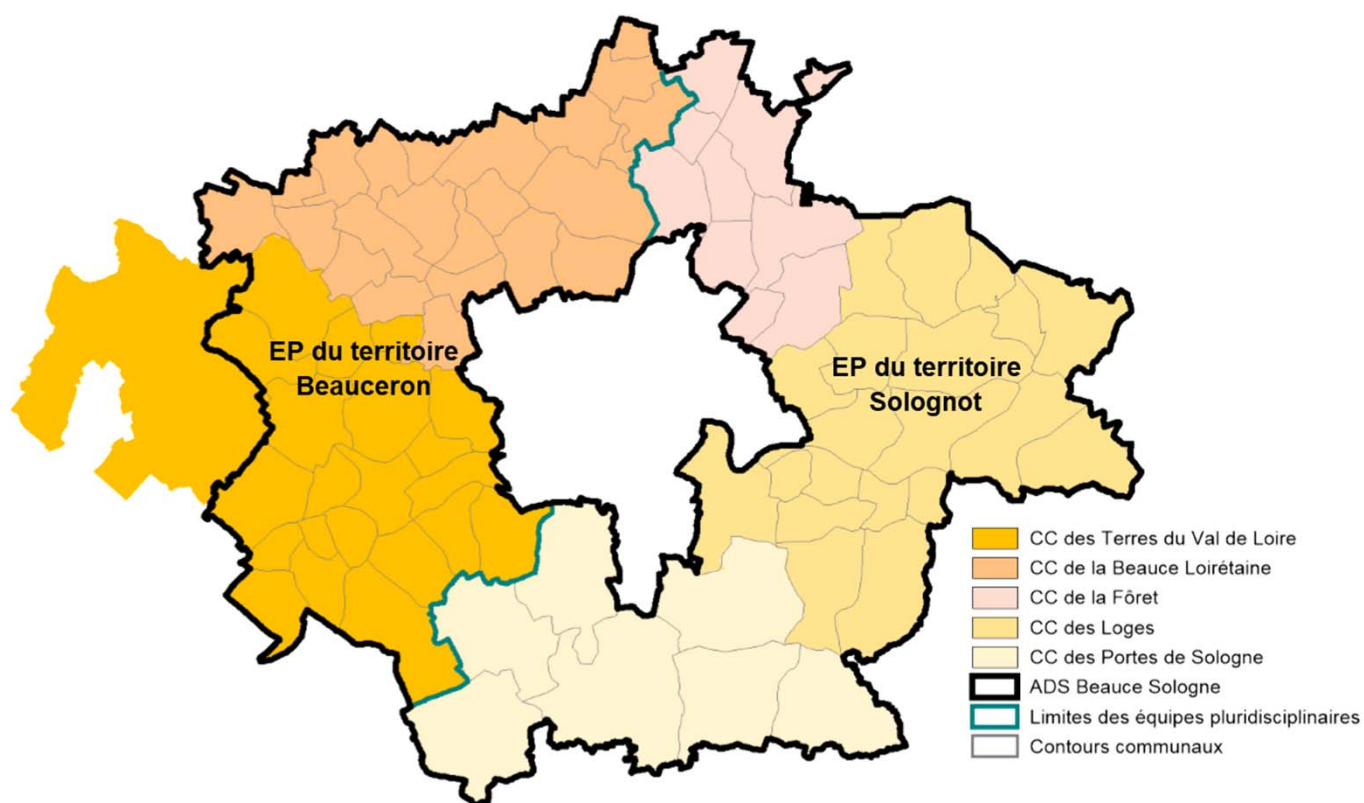 EP du territoire
Beauceron
EP du territoire
Solognot
CC des Terres du Val de Loire
CC de la Beauce Loirétaine
CC de la Fôret
CC des Loges
CC des Portes de Sologne
ADS Beauce Sologne
Limites des équipes pluridisciplinaires
Contours communaux